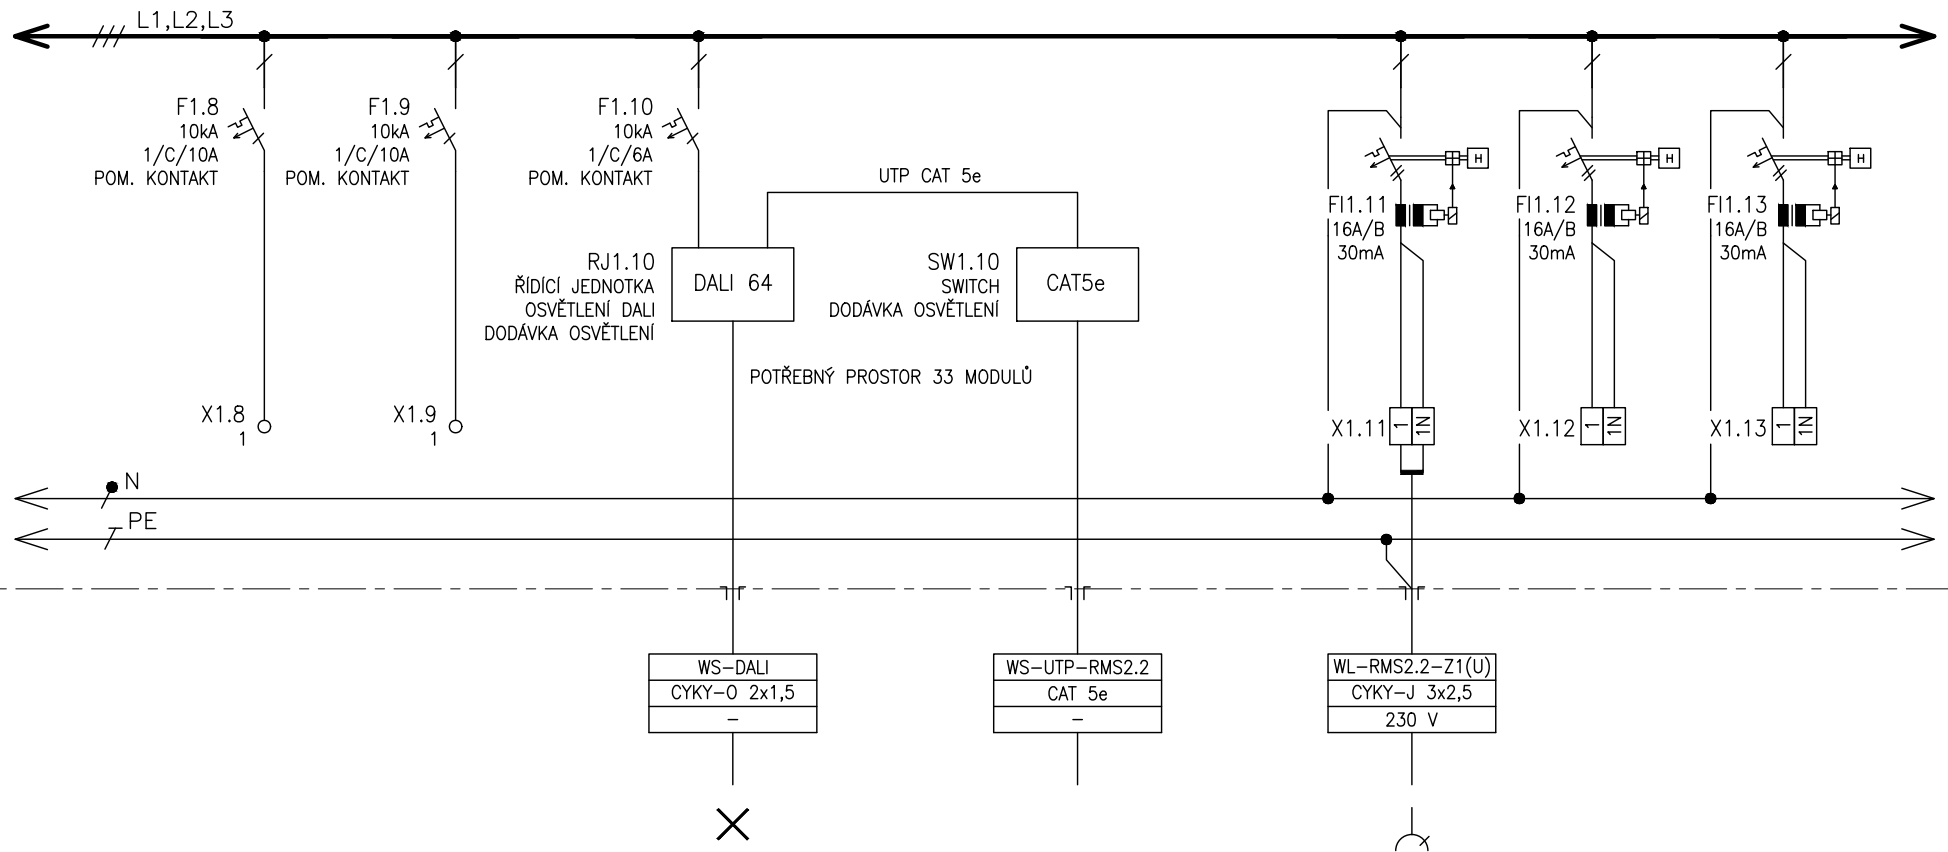 L1,L2,L3
F1.8
10kA
1/C/10A
POM. KONTAKT
F1.9
10kA
1/C/10A
POM. KONTAKT
F1.10
10kA
1/C/6A
POM. KONTAKT
UTP CAT 5e
H
H
H
FI1.11
16A/B
30mA
FI1.12
16A/B
30mA
FI1.13
16A/B
30mA
RJ1.10
ŘÍDÍCÍ JEDNOTKA
OSVĚTLENÍ DALI
DODÁVKA OSVĚTLENÍ
DALI 64
SW1.10
SWITCH
DODÁVKA OSVĚTLENÍ
CAT5e
POTŘEBNÝ PROSTOR 33 MODULŮ
X1.8
1
X1.9
1
X1.11
1
1N
X1.12
1
1N
X1.13
1
1N
N
PE
WS-DALI
CYKY-O 2x1,5
-
WS-UTP-RMS2.2
CAT 5e
-
WL-RMS2.2-Z1(U)
CYKY-J 3x2,5
230 V